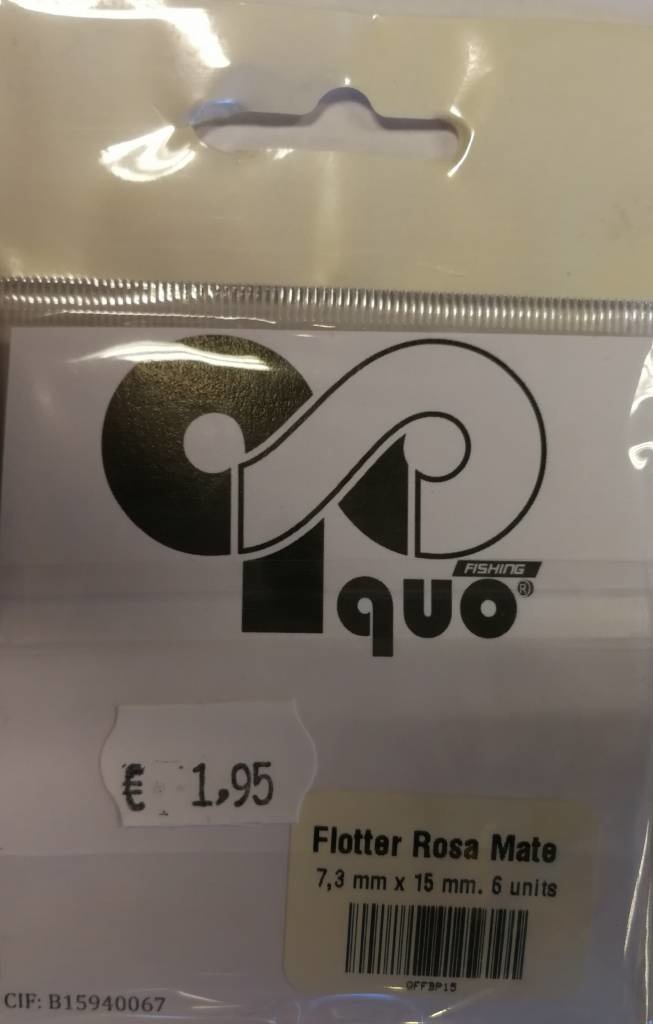 FISHING
quo®
€ 1,95
Flotter Rosa Mate
7,3 mm x 15 mm. 6 units
QFFBP15
CIF: B15940067